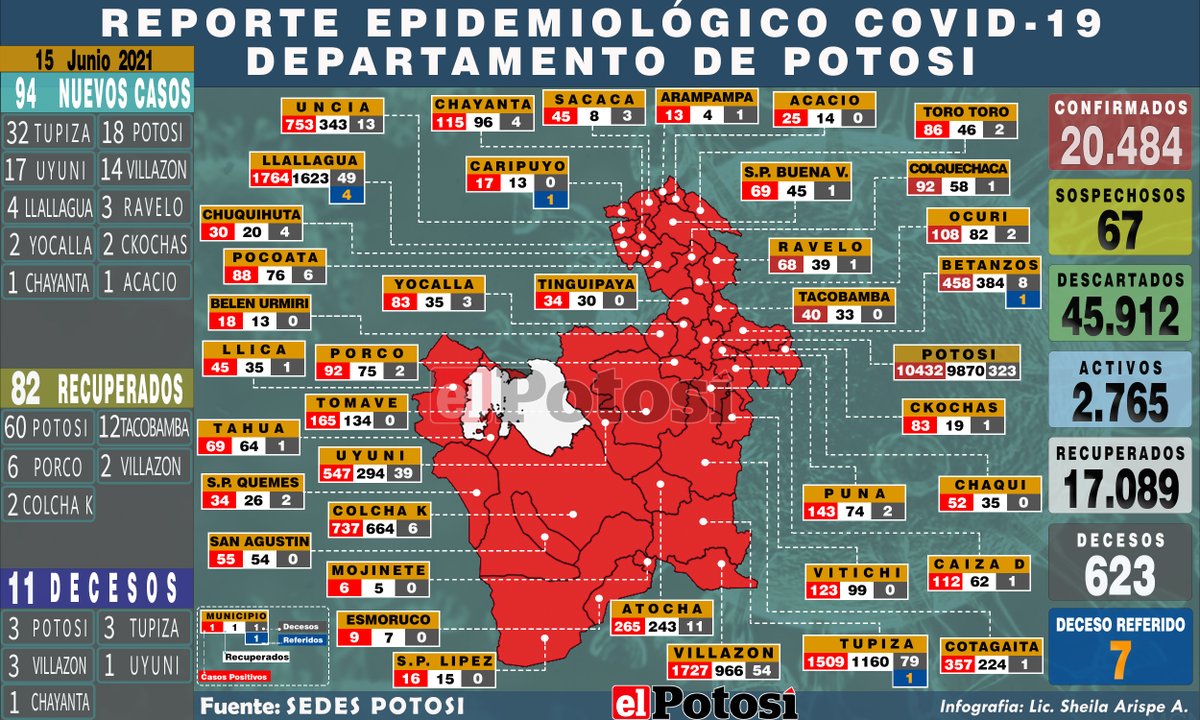 REPORTE EPIDEMIOLÓGICO COVID-19
DEPARTAMENTO DE POTOSI
15 Junio 2021
94 NUEVOS CASOS
32 TUPIZA 18 POTOSI
17 UYUNI 14 VILLAZON
4 LLALLAGUA 3 RAVELO
2 YOCALLA 2 CKOCHAS
1 CHAYANTA 1 ACACIO
82 RECUPERADOS
60 POTOSI 12 TACOBAMBA
6 PORCO 2 VILLAZON
2 COLCHA K
11 DECESOS
3 POTOSI 3 TUPIZA
3 VILLAZON 1 UYUNI
1 CHAYANTA
UNCIA
753 343 13
CHAYANTA
115 96 4
SACACA
45 8 3
ARAMPAMPA
13 4 1
ACACIO
25 14 0
TORO TORO
86 46 2
LLALLAGUA
1764 1623 49
4
CARIPUYO
17 13 0
1
S.P. BUENA V.
69 45 1
COLQUECHACA
92 58 1
CHUQUIHUTA
30 20 4
OCURI
108 82 2
POCOATA
88 76 6
RAVELO
68 39 1
BETANZOS
458 384 8
1
YOCALLA
83 35 3
TINGUIPAYA
34 30 0
TACOBAMBA
40 33 0
BELEN URMIRI
18 13 0
LLICA
45 35 1
PORCO
92 75 2
POTOSI
10432 9870 323
el Potosí
TOMAVE
165 134 0
CKOCHAS
83 19 1
TAHUA
69 64 1
UYUNI
547 294 39
S.P. QUEMES
34 26 2
PUNA
143 74 2
CHAQUI
52 35 0
COLCHA K
737 664 6
SAN AGUSTIN
55 54 0
MOJINETE
6 5 0
VITICHI
123 99 0
CAIZA D
112 62 1
ESMORUCO
9 7 0
ATOCHA
265 243 11
S.P. LIPEZ
16 15 0
VILLAZON
1727 966 54
TUPIZA
1509 1160 79
1
COTAGAITA
357 224 1
MUNICIPIO
1 1 1 Decesos
1 Referidos
Recuperados
Casos Positivos
CONFIRMADOS
20.484
SOSPECHOSOS
67
DESCARTADOS
45.912
ACTIVOS
2.765
RECUPERADOS
17.089
DECESOS
623
DECESO REFERIDO
7
Fuente: SEDES POTOSI
el Potosí
Infografia: Lic. Sheila Arispe A.